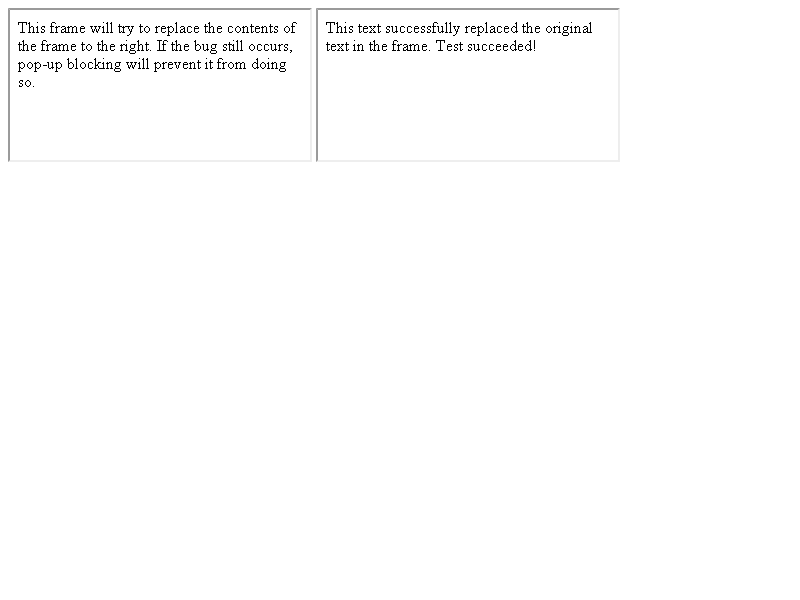 This frame will try to replace the contents of
the frame to the right. If the bug still occurs,
pop-up blocking will prevent it from doing
so.
This text successfully replaced the original
text in the frame. Test succeeded!